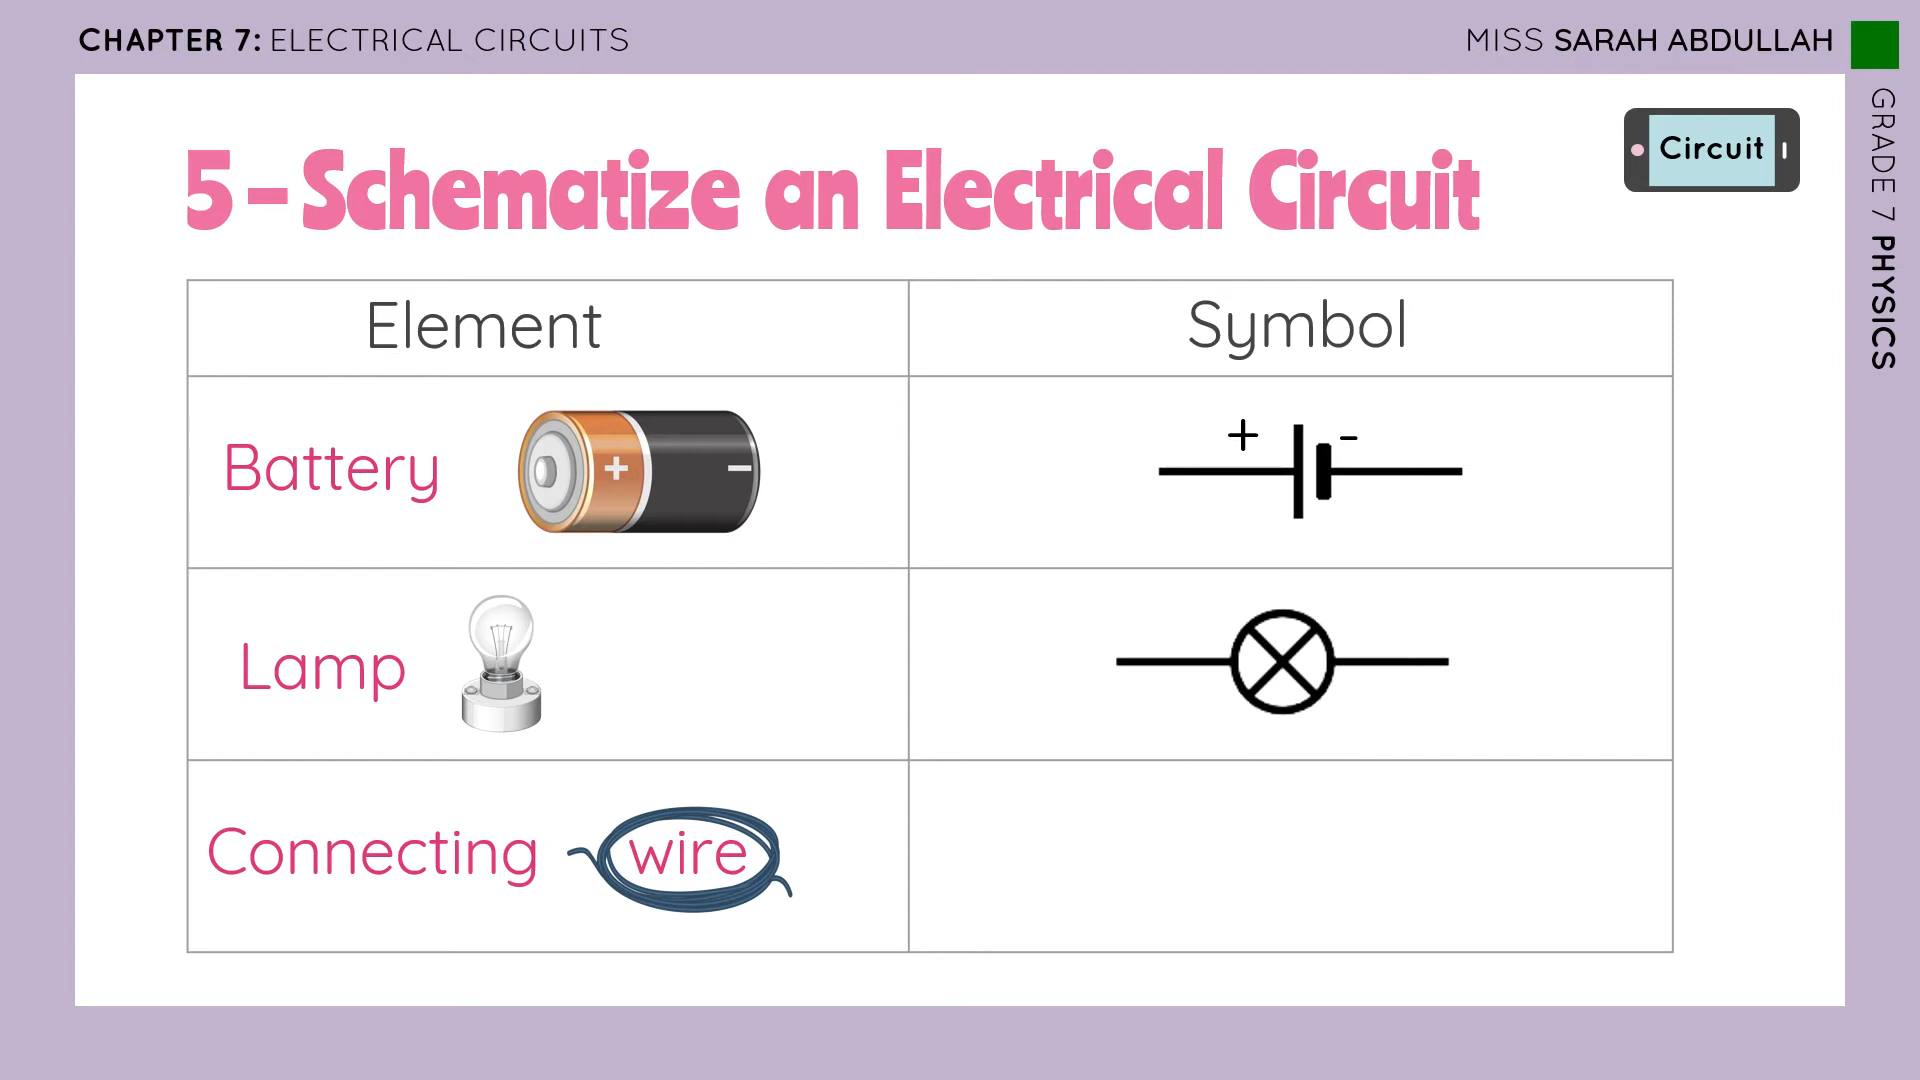 CHAPTER 7: ELECTRICAL CIRCUITS
MISS SARAH ABDULLAH
GRADE 7 PHYSICS
Circuit
5-Schematize an Electrical Circuit
Element
Symbol
Battery
+ -
+ -
Lamp
Connecting wire